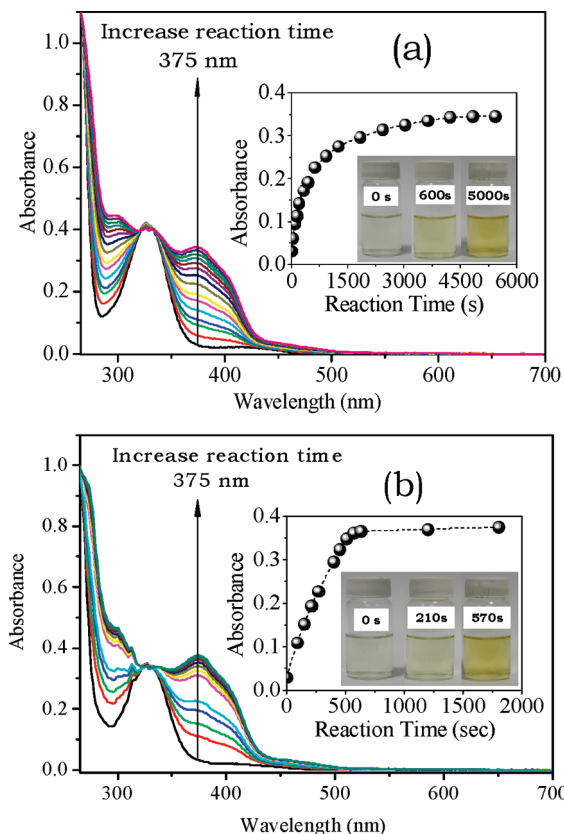 Increase reaction time
375 nm
(a)
Absorbance
1.0
0.8
0.6
0.4
0.2
0.0
300 400 500 600 700
Wavelength (nm)
Absorbance
0.4
0.3
0.2
0.1
0.0
0 s 600s 5000s
0 1500 3000 4500 6000
Reaction Time (s)
Increase reaction time
375 nm
(b)
Absorbance
1.0
0.8
0.6
0.4
0.2
0.0
300 400 500 600 700
Wavelength (nm)
Absorbance
0.4
0.3
0.2
0.1
0.0
0 s 210s 570s
0 500 1000 1500 2000
Reaction Time (sec)